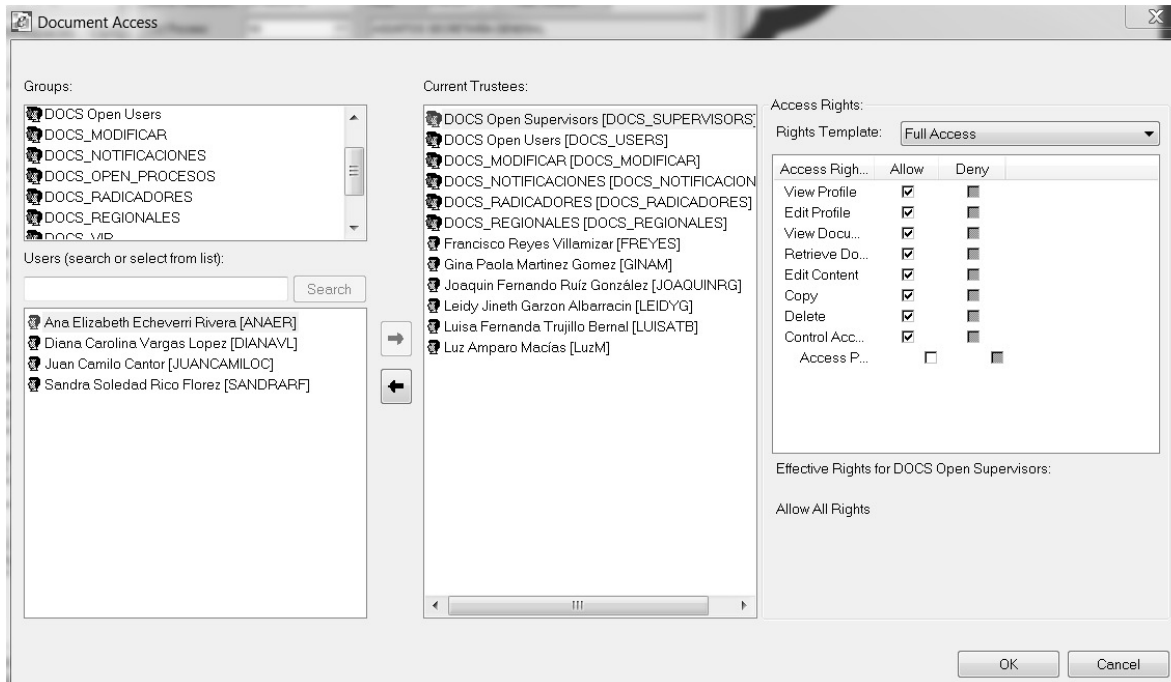 Document Access
ASUNTOS SECRETARÍA GENERAL
Groups:
DOCS Open Users
DOCS_MODIFICAR
DOCS_NOTIFICACIONES
DOCS_OPEN_PROCESOS
DOCS_RADICADORES
DOCS_REGIONALES
DOCS_VIP
Users (search or select from list):
Search
Ana Elizabeth Echeverri Rivera [ANAER]
Diana Carolina Vargas Lopez [DIANAVL]
Juan Camilo Cantor [JUANCAMILOC]
Sandra Soledad Rico Florez [SANDRARF]
Current Trustees:
DOCS Open Supervisors [DOCS_SUPERVISORS]
DOCS Open Users [DOCS_USERS]
DOCS_MODIFICAR [DOCS_MODIFICAR]
DOCS_NOTIFICACIONES [DOCS_NOTIFICACION
DOCS_RADICADORES [DOCS_RADICADORES]
DOCS_REGIONALES [DOCS_REGIONALES]
Francisco Reyes Villamizar [FREYES]
Gina Paola Martinez Gomez [GINAM]
Joaquin Fernando Ruíz González [JOAQUINRG]
Leidy Jineth Garzon Albarracin [LEIDYG]
Luisa Fernanda Trujillo Bernal [LUISATB]
Luz Amparo Macías [LuzM]
Access Rights:
Rights Template: Full Access
Access Righ... Allow Deny
View Profile
Edit Profile
View Docu...
Retrieve Do...
Edit Content
Copy
Delete
Control Acc...
Access P...
Effective Rights for DOCS Open Supervisors:
Allow All Rights
OK Cancel